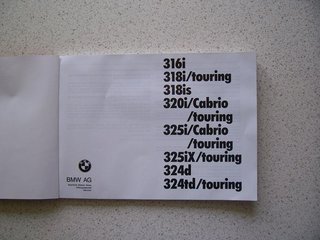 316i
318i/touring
318is
320i/Cabrio
/touring
325i/Cabrio
/touring
325iX/touring
324d
324td/touring
BMW AG